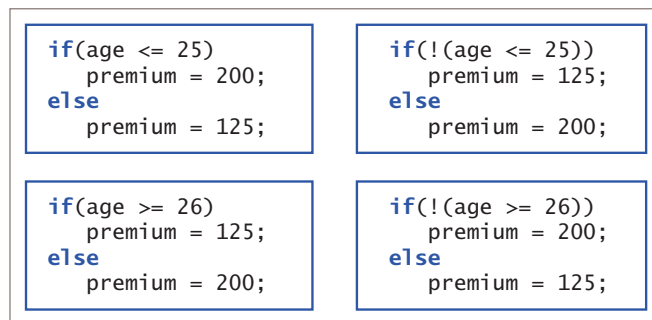 if(age <= 25)
premium = 200;
else
premium = 125;
if(!(age <= 25))
premium = 125;
else
premium = 200;
if(age >= 26)
premium = 125;
else
premium = 200;
if(!(age >= 26))
premium = 200;
else
premium = 125;